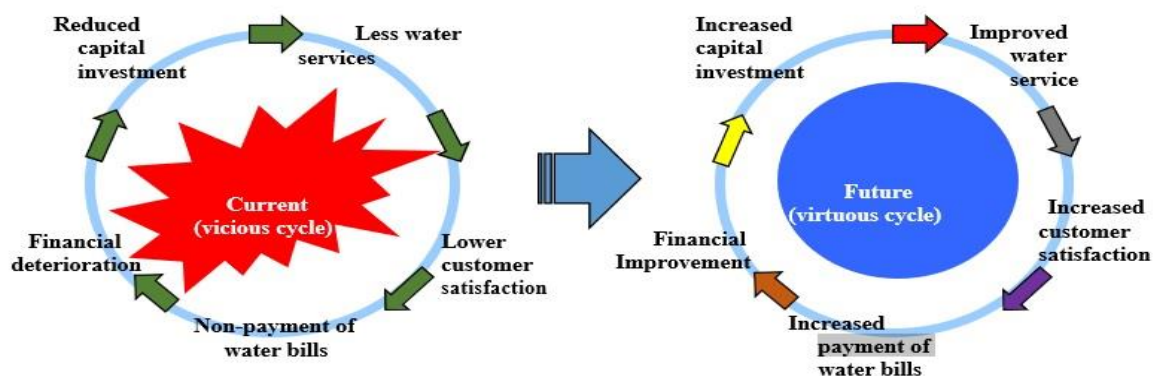 Reduced
capital
investment
Less water
services
Current
(vicious cycle)
Financial
deterioration
Lower
customer
satisfaction
Non-payment of
water bills
Increased
capital
investment
Improved
water
service
Future
(virtuous cycle)
Financial
Improvement
Increased
customer
satisfaction
Increased
payment of
water bills